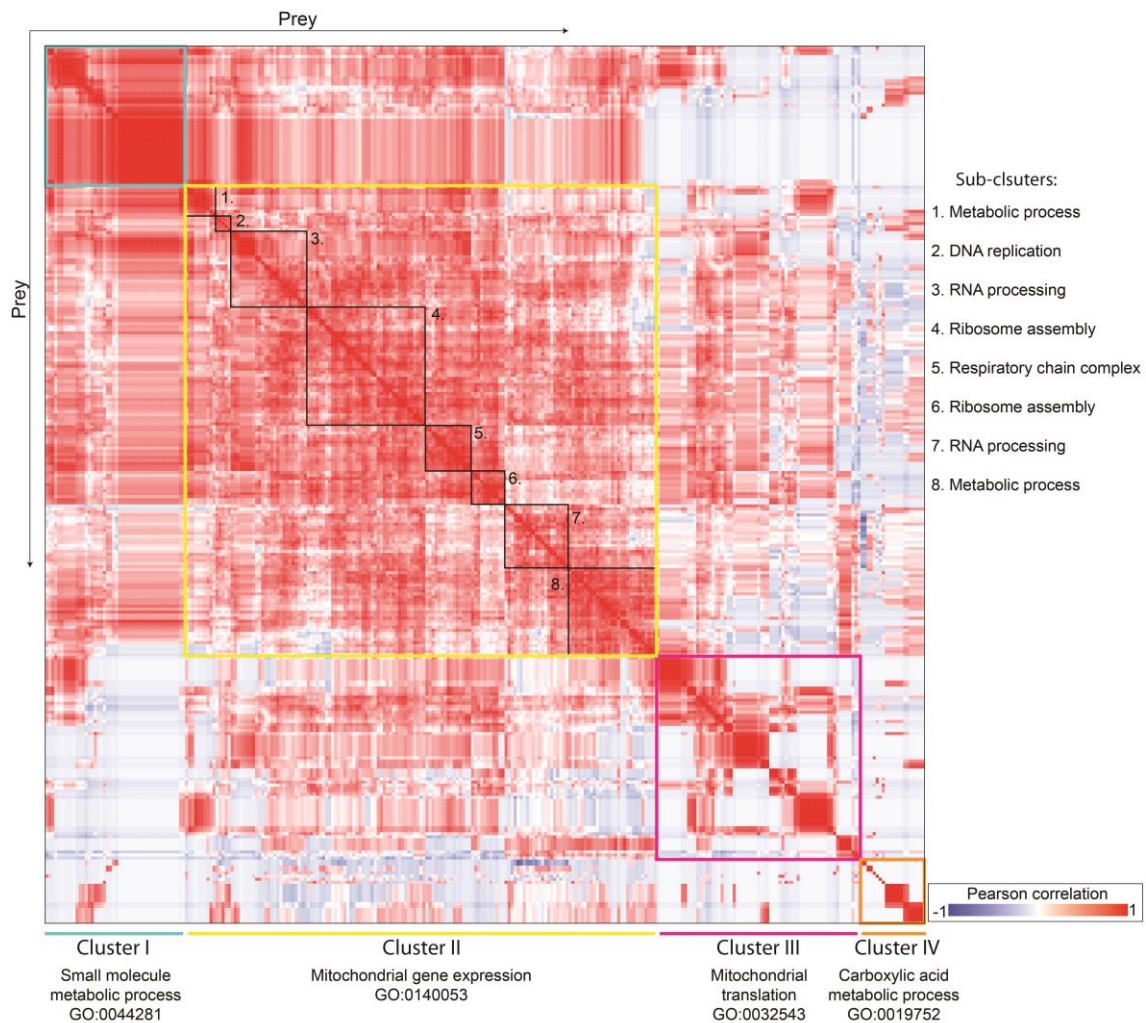 Prey
Prey
1.
2.
3.
4.
5.
6.
7.
8.
Sub-clsuters:
1. Metabolic process
2. DNA replication
3. RNA processing
4. Ribosome assembly
5. Respiratory chain complex
6. Ribosome assembly
7. RNA processing
8. Metabolic process
Pearson correlation
-1 1
Cluster I
Small molecule
metabolic process
GO:0044281
Cluster II
Mitochondrial gene expression
GO:0140053
Cluster III
Mitochondrial
translation
GO:0032543
Cluster IV
Carboxylic acid
metabolic process
GO:0019752